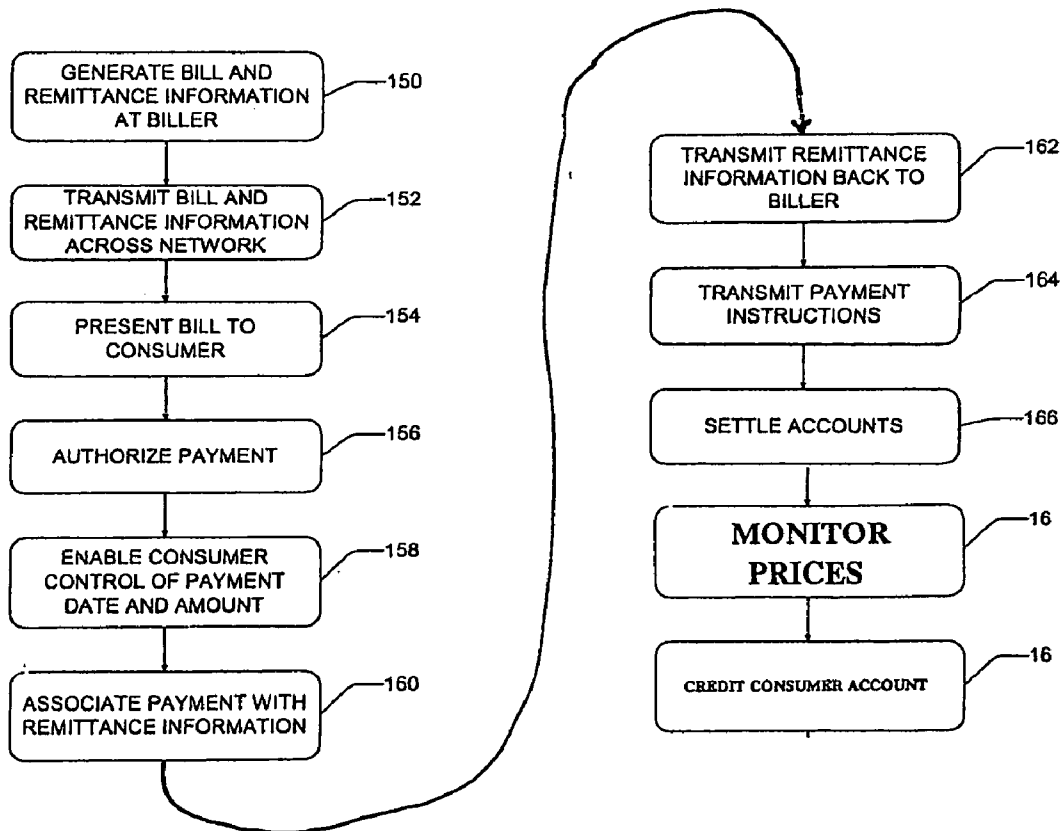 GENERATE BILL AND
REMITTANCE INFORMATION
AT BILLER
150
TRANSMIT BILL AND
REMITTANCE INFORMATION
ACROSS NETWORK
152
PRESENT BILL TO
CONSUMER
154
AUTHORIZE PAYMENT
156
ENABLE CONSUMER
CONTROL OF PAYMENT
DATE AND AMOUNT
158
ASSOCIATE PAYMENT WITH
REMITTANCE INFORMATION
160
TRANSMIT REMITTANCE
INFORMATION BACK TO
BILLER
162
TRANSMIT PAYMENT
INSTRUCTIONS
164
SETTLE ACCOUNTS
166
MONITOR
PRICES
16
CREDIT CONSUMER ACCOUNT
16